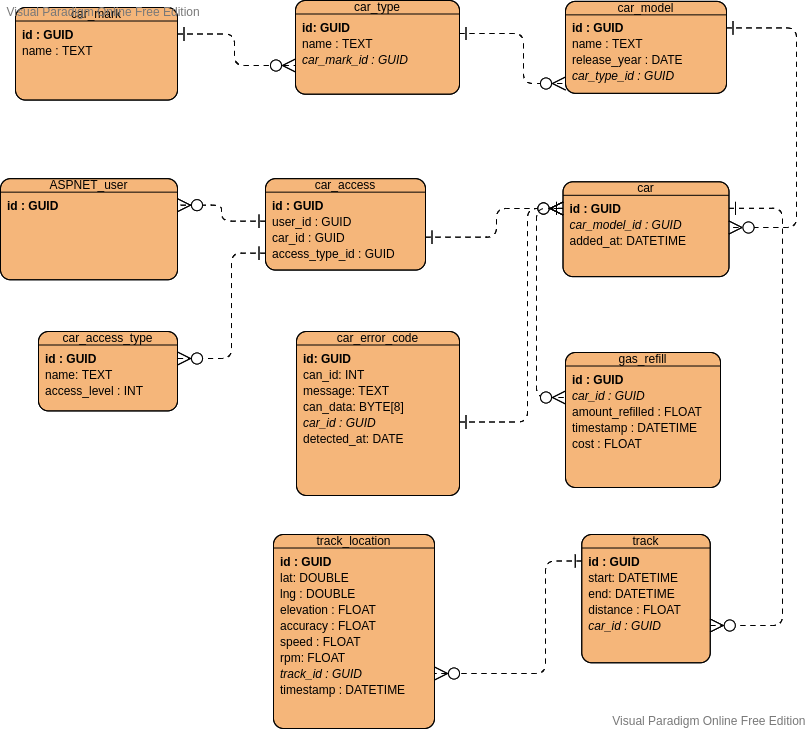 Visual Paradigm Online Free Edition
car_mark
id : GUID
name : TEXT
car_type
id: GUID
name : TEXT
car_mark_id : GUID
car_model
id : GUID
name : TEXT
release_year : DATE
car_type_id : GUID
ASPNET_user
id : GUID
car_access
id : GUID
user_id : GUID
car_id : GUID
access_type_id : GUID
car
id : GUID
car_model_id : GUID
added_at: DATETIME
car_access_type
id : GUID
name: TEXT
access_level : INT
car_error_code
id: GUID
can_id: INT
message: TEXT
can_data: BYTE[8]
car_id : GUID
detected_at: DATE
gas_refill
id : GUID
car_id : GUID
amount_refilled : FLOAT
timestamp : DATETIME
cost : FLOAT
track_location
id : GUID
lat: DOUBLE
lng : DOUBLE
elevation : FLOAT
accuracy : FLOAT
speed : FLOAT
rpm: FLOAT
track_id : GUID
timestamp : DATETIME
track
id : GUID
start: DATETIME
end: DATETIME
distance : FLOAT
car_id : GUID
Visual Paradigm Online Free Edition